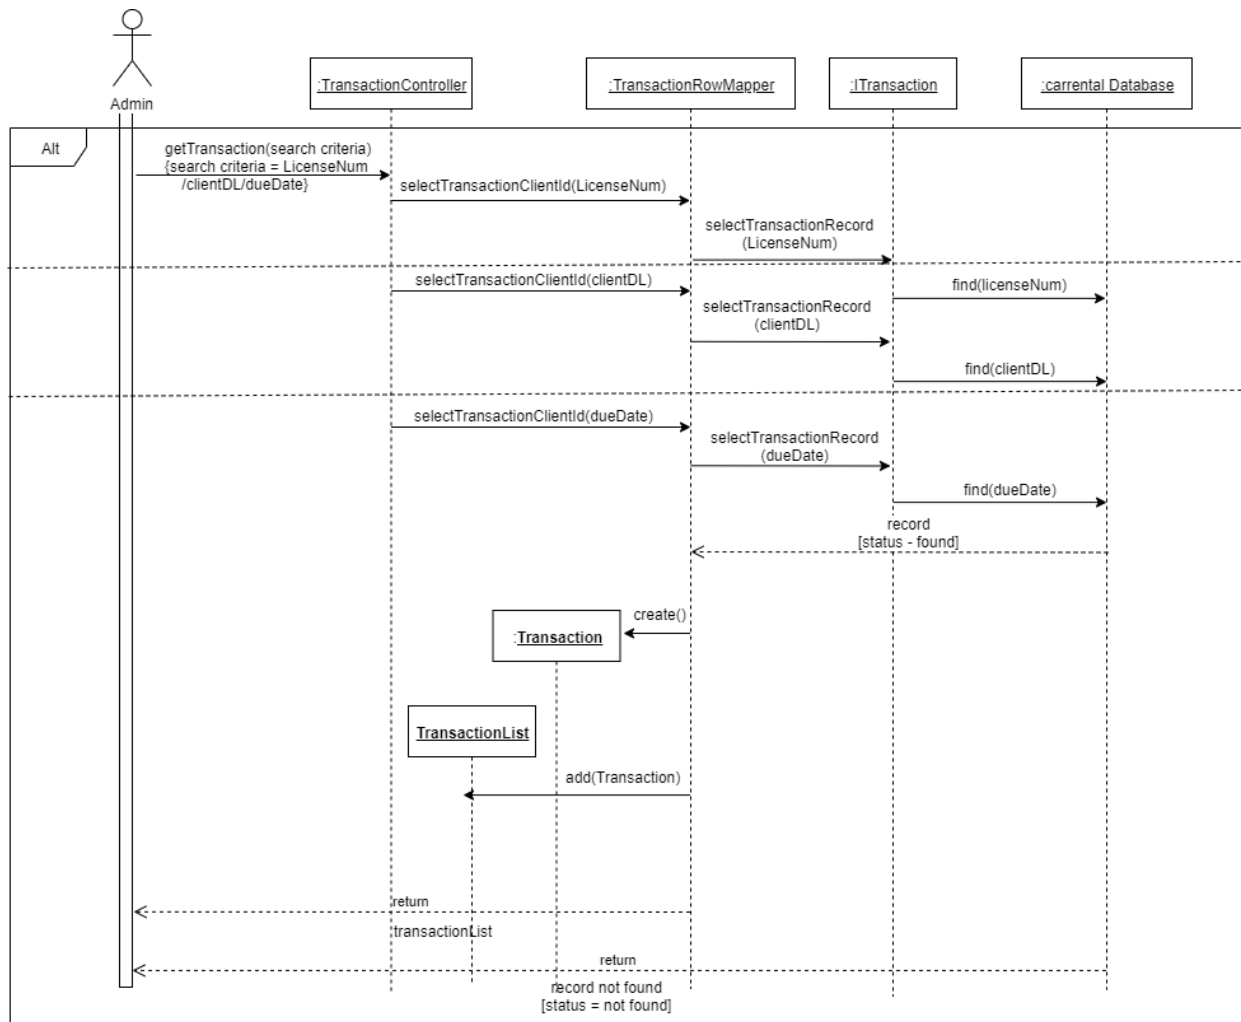 Admin
:TransactionController
:TransactionRowMapper
:ITransaction
:carrental Database
Alt
getTransaction(search criteria)
{search criteria = LicenseNum
/clientDL/dueDate}
selectTransactionClientId(LicenseNum)
selectTransactionRecord
(LicenseNum)
selectTransactionClientId(clientDL)
find(licenseNum)
selectTransactionRecord
(clientDL)
find(clientDL)
selectTransactionClientId(dueDate)
selectTransactionRecord
(dueDate)
find(dueDate)
record
[status - found]
create()
:Transaction
TransactionList
add(Transaction)
return
transactionList
return
record not found
[status = not found]